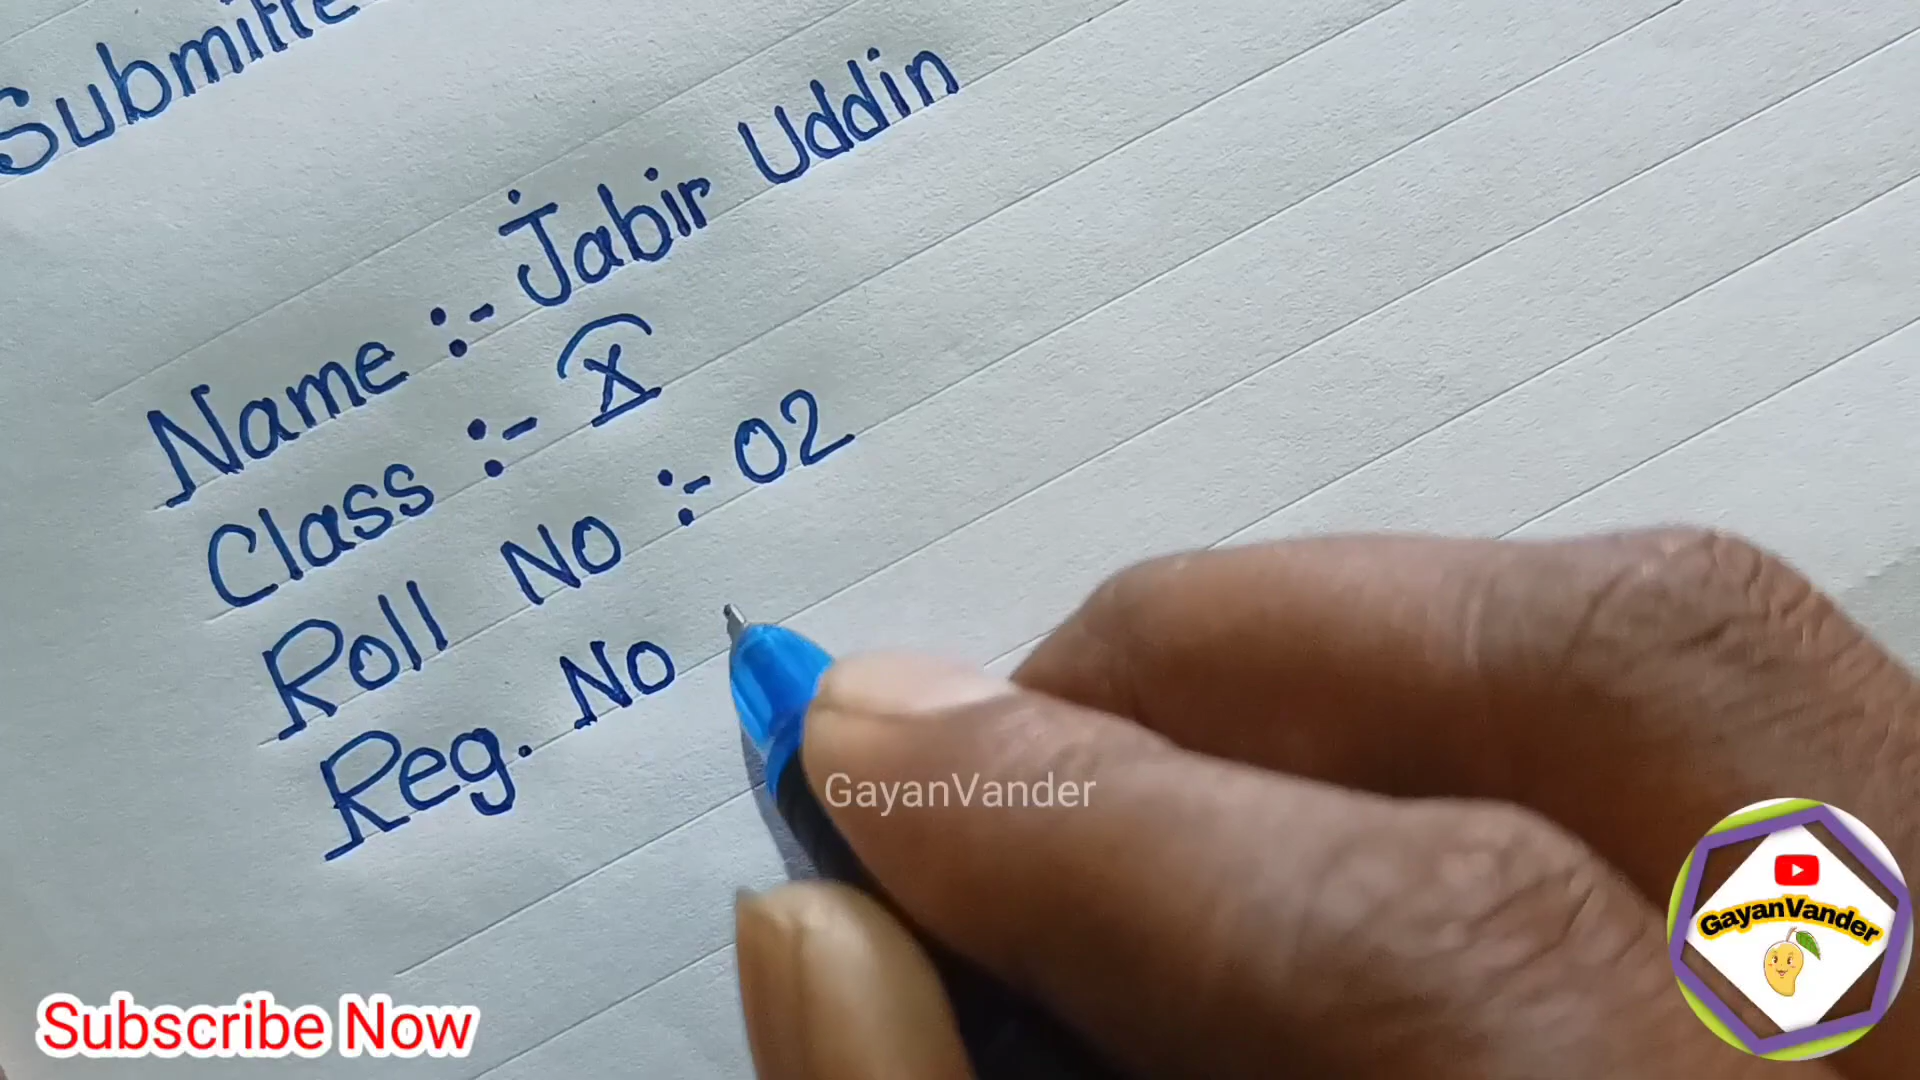 Submitte
Name :- Jabir Uddin
Class :- X
Roll No :- 02
Reg. No
GayanVander
GayanVander
Subscribe Now